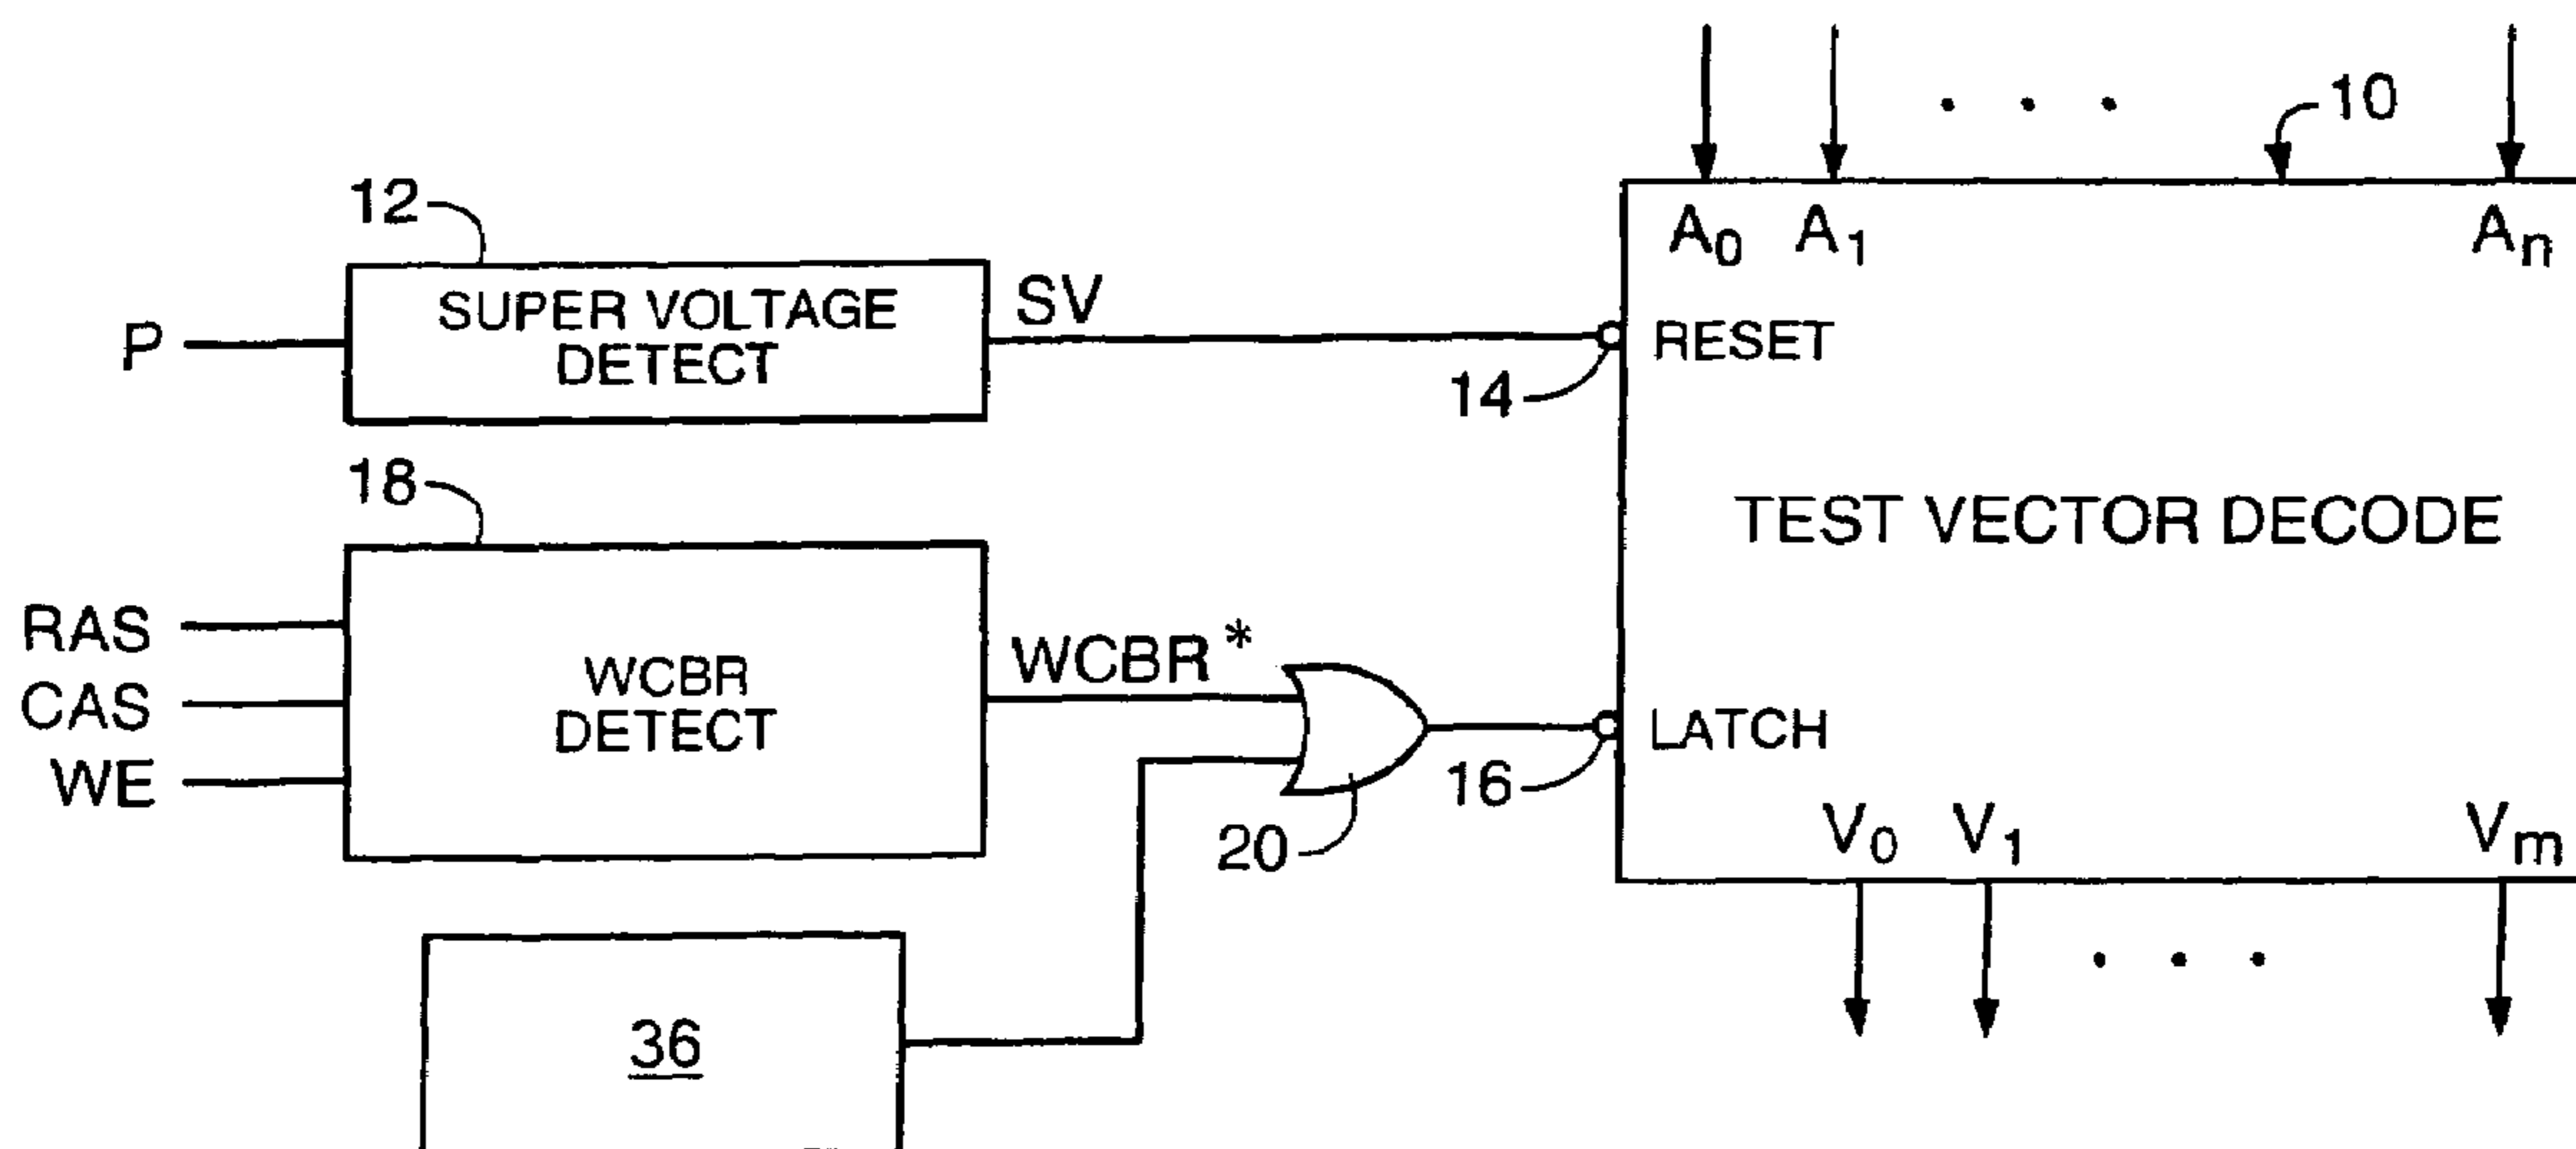 10
A0 A1 An
12
SUPER VOLTAGE
DETECT
P
SV
RESET
14
TEST VECTOR DECODE
18
RAS
CAS
WE
WCBR
DETECT
WCBR*
LATCH
16
20
V0 V1 Vm
36